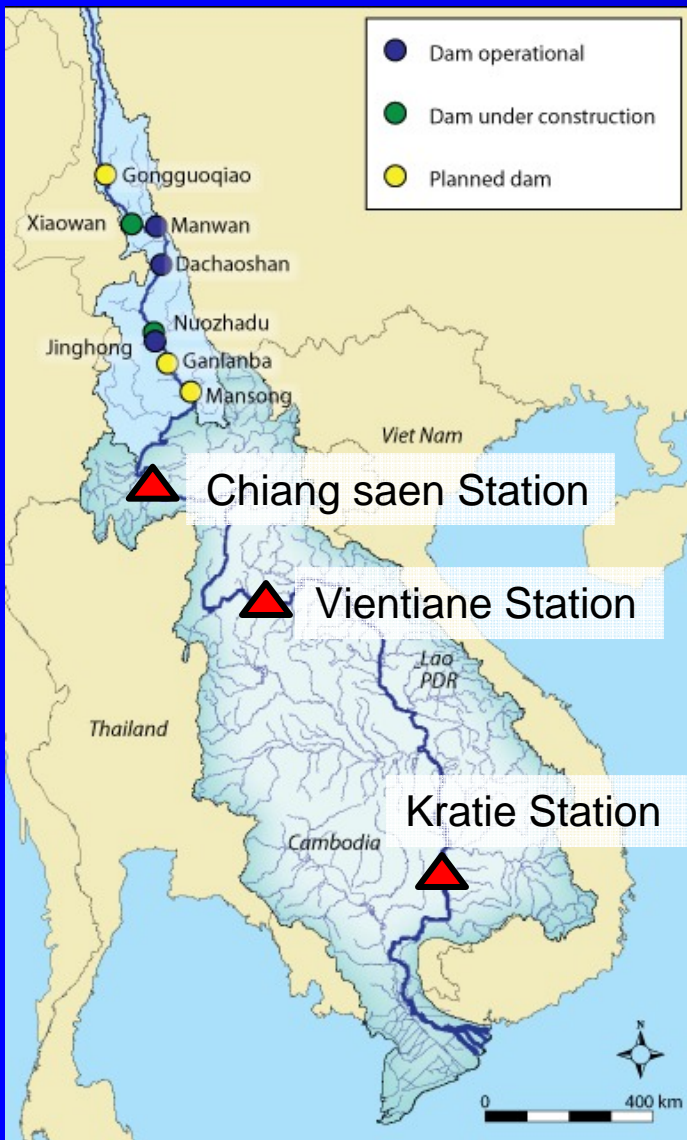 Dam operational
Dam under construction
Planned dam
Gongguoqiao
Xiaowan
Manwan
Dachaoshan
Nuozhadu
Jinghong
Ganlanba
Mansong
Viet Nam
Chiang saen Station
Vientiane Station
Lao
PDR
Thailand
Kratie Station
Cambodia
N
0 400 km